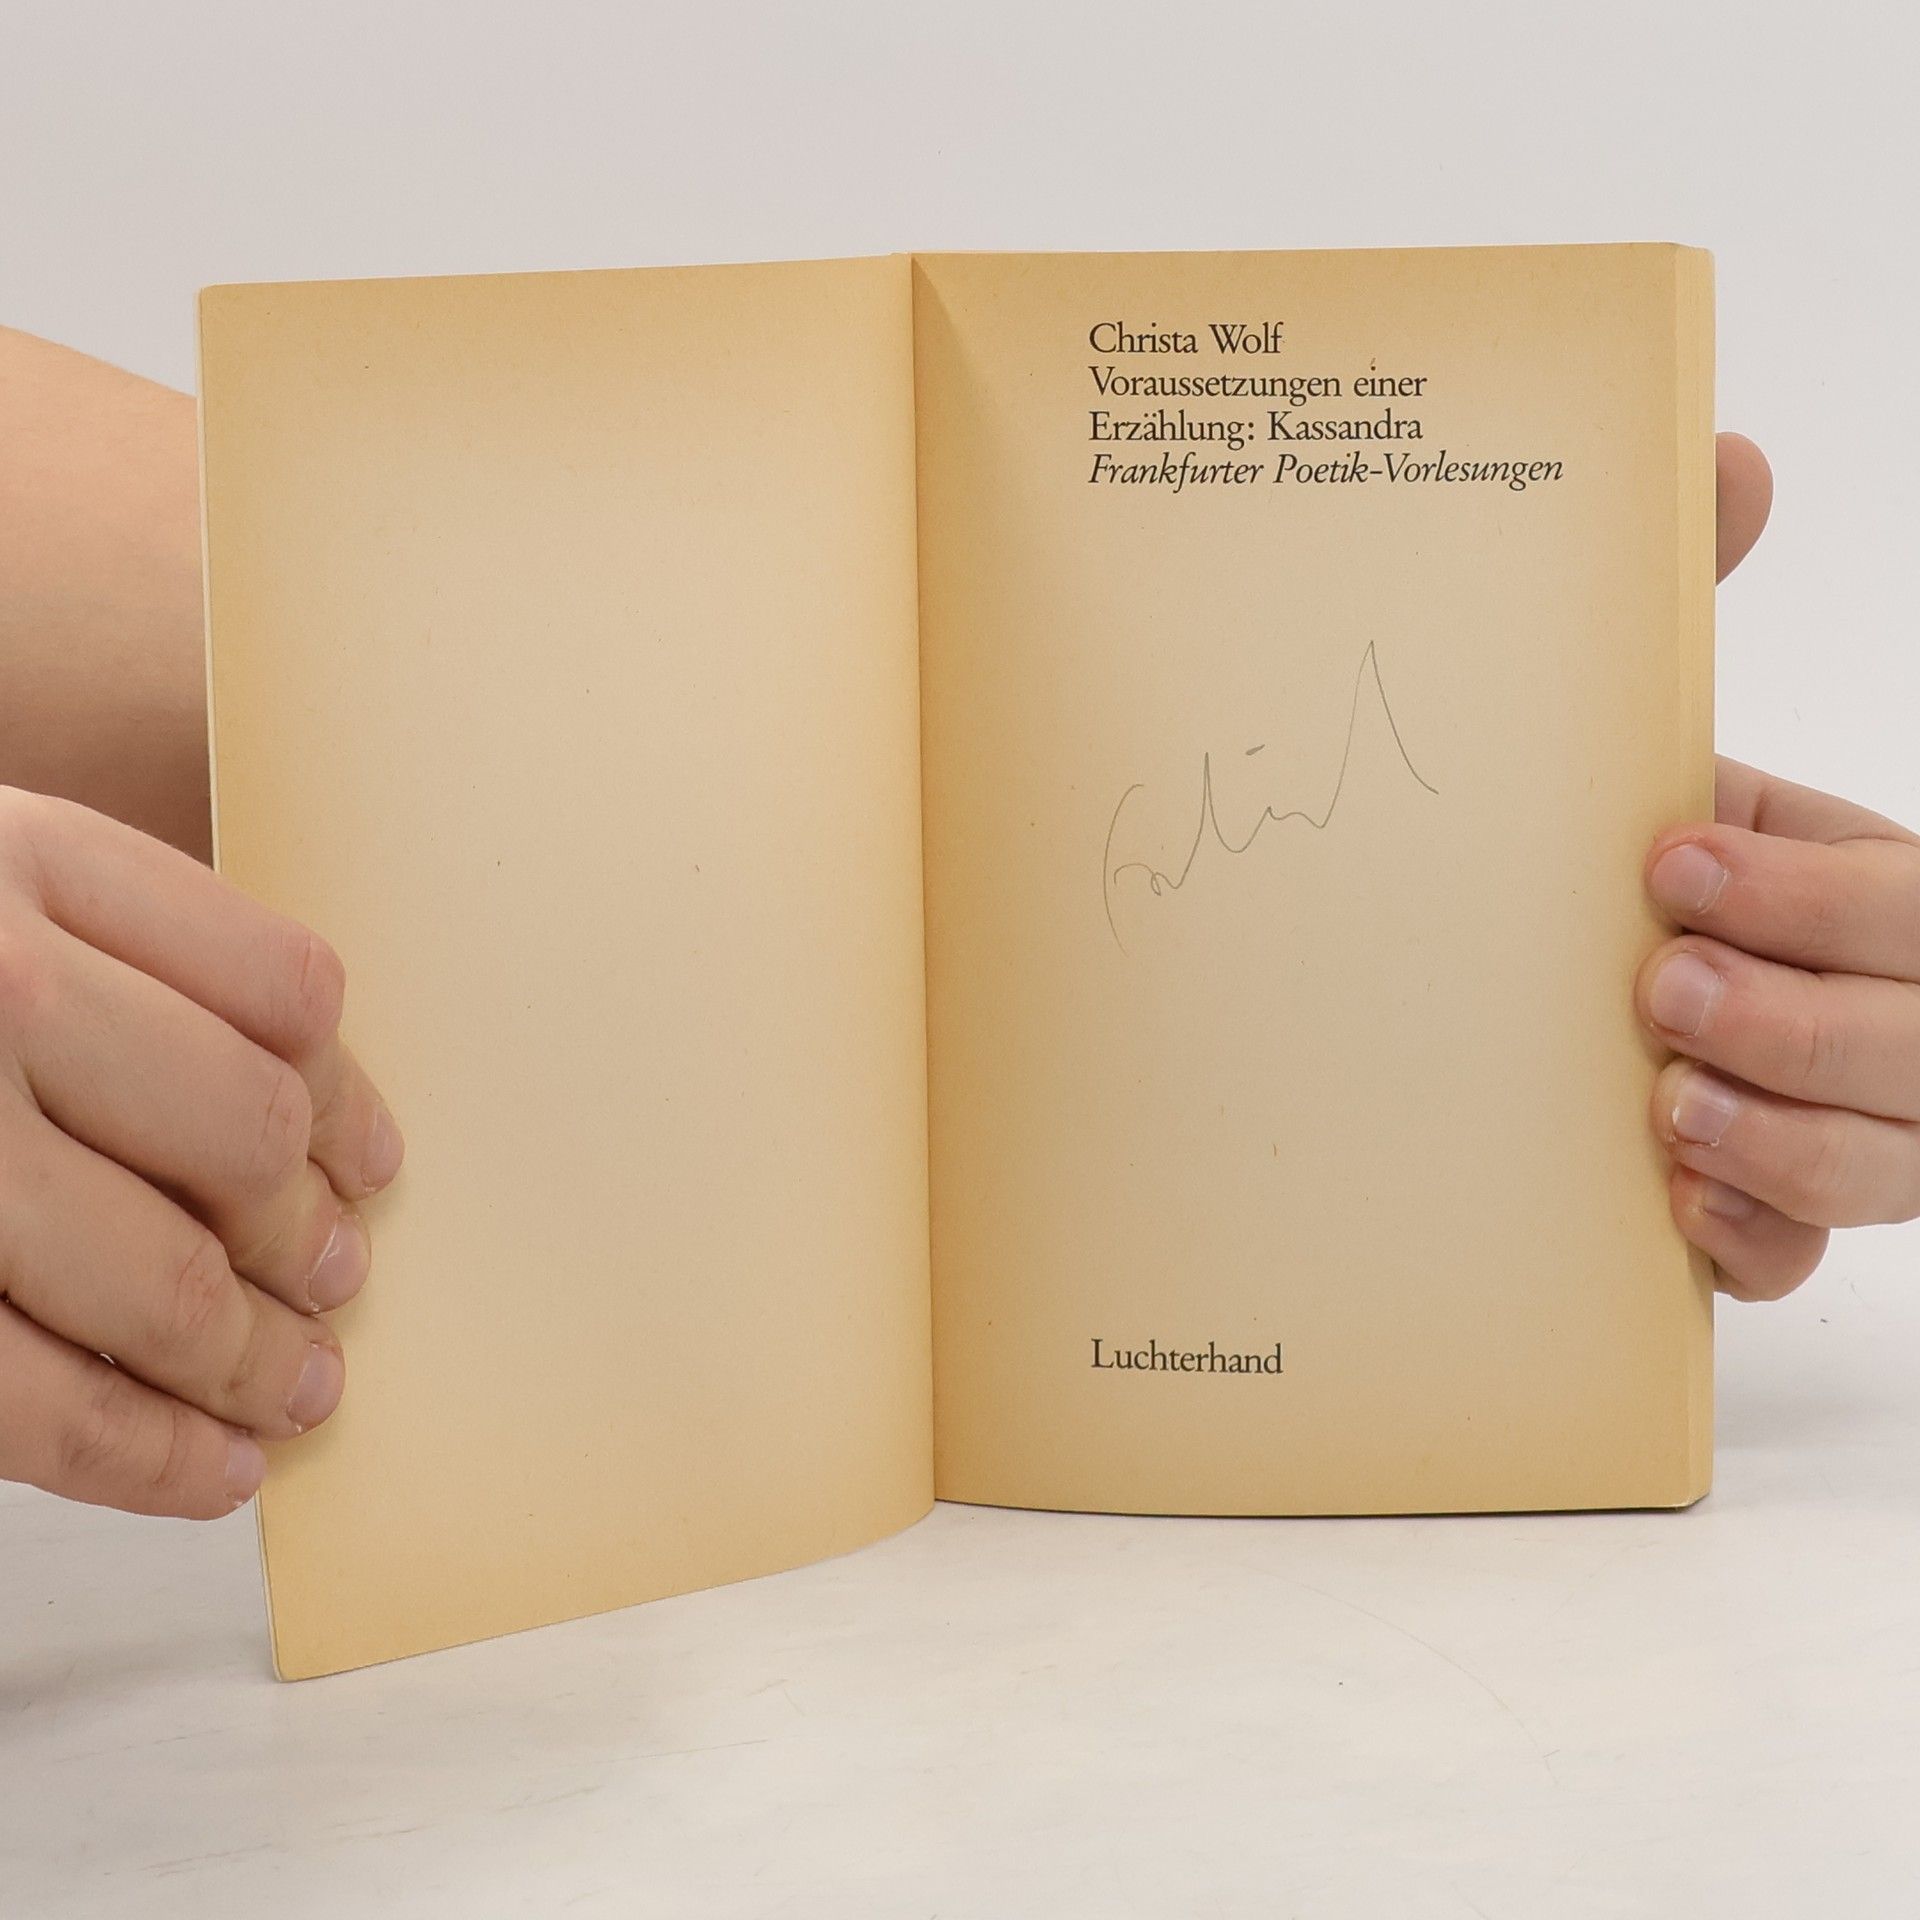 Christa Wolf
Voraussetzungen einer
Erzählung: Kassandra
Frankfurter Poetik-Vorlesungen
Luchterhand